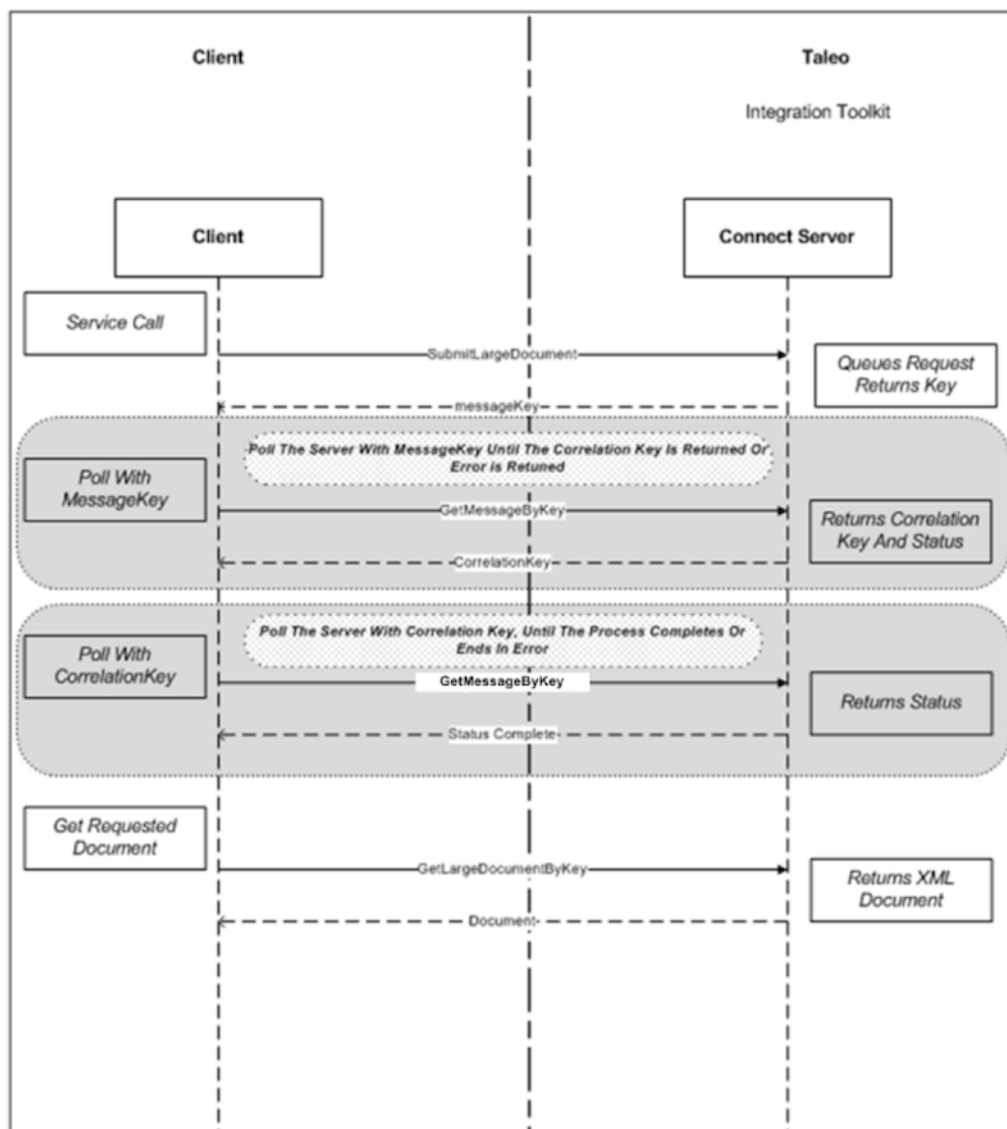 Client
Taleo
Integration Toolkit
Client
Connect Server
Service Call
SubmitLargeDocument
Queues Request
Returns Key
messageKey
Poll The Server With MessageKey Until The Correlation Key Is Returned Or
Error is Retuned
Poll With
MessageKey
GetMessageByKey
Returns Correlation
Key And Status
CorrelationKey
Poll The Server With Correlation Key, Until The Process Completes Or
Ends In Error
Poll With
CorrelationKey
GetMessageByKey
Returns Status
Status Complete
Get Requested
Document
GetLargeDocumentByKey
Returns XML
Document
Document